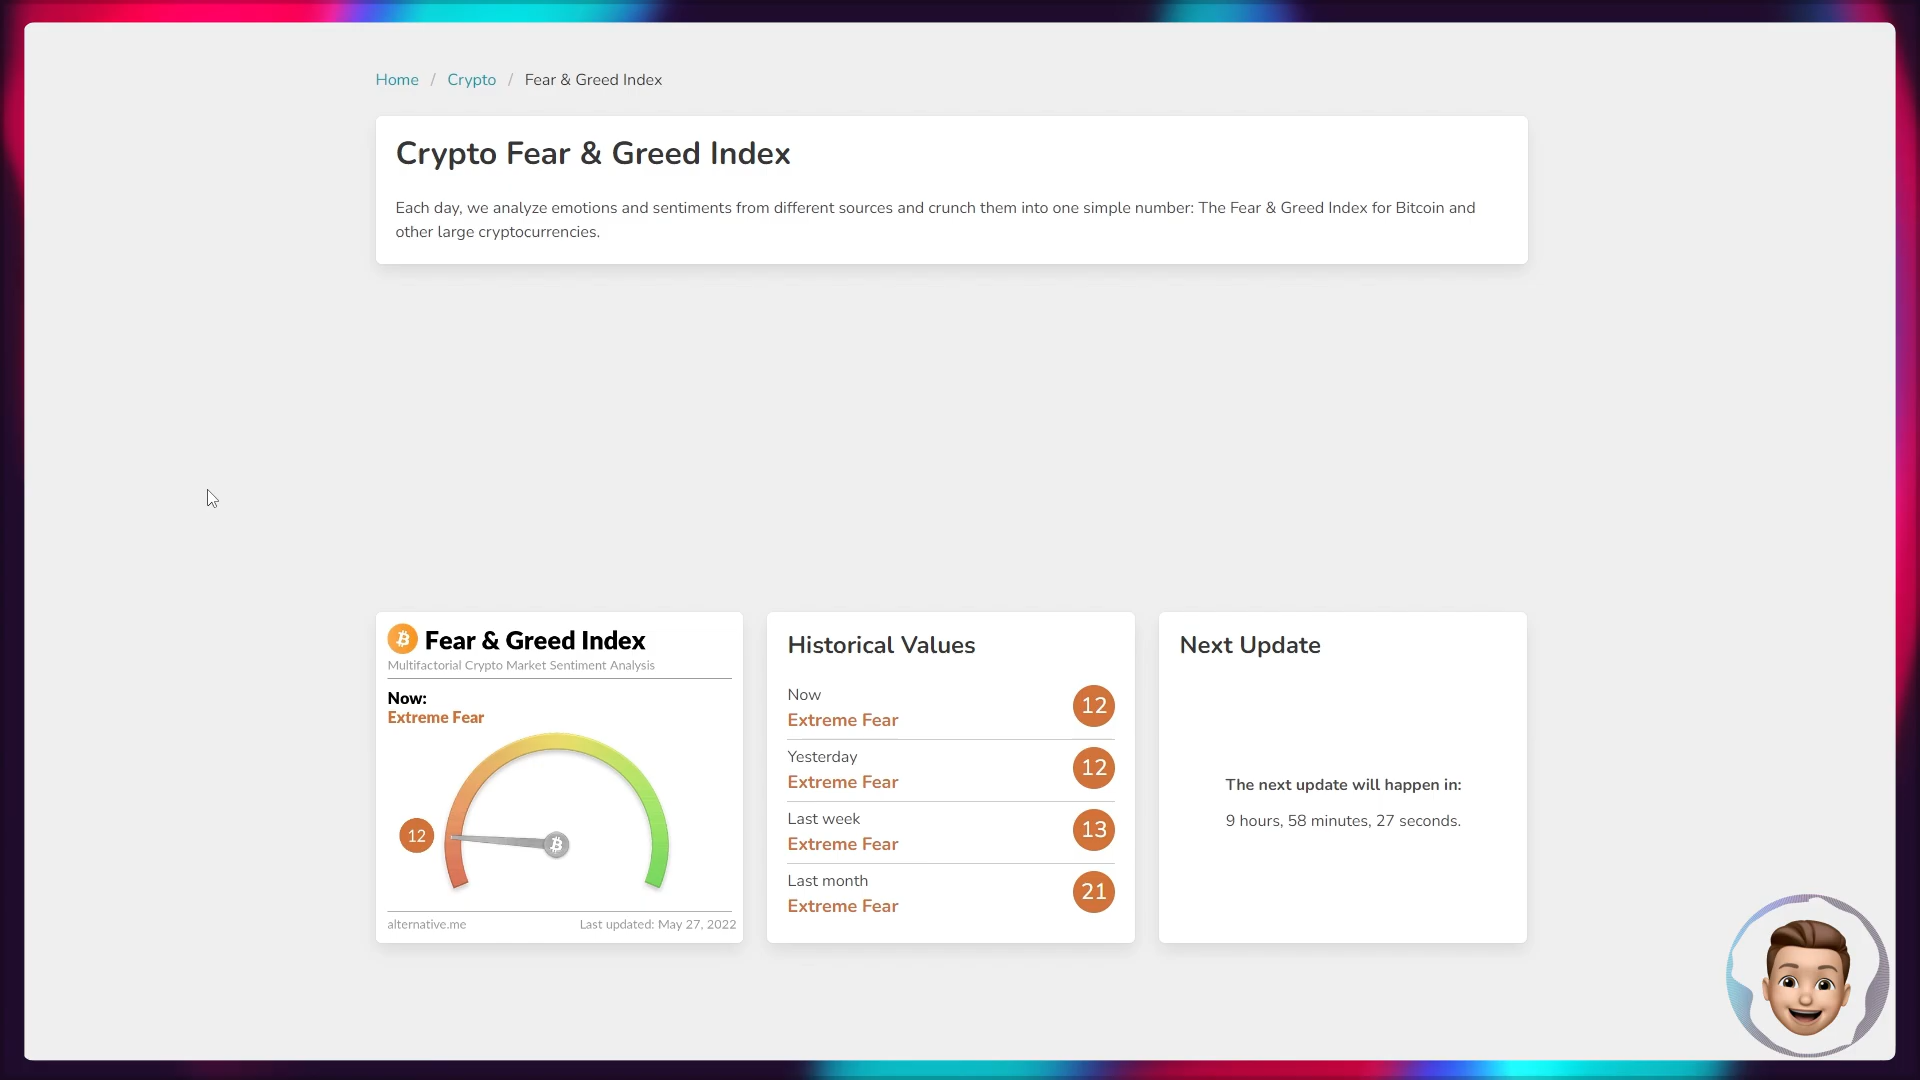 Home / Crypto / Fear & Greed Index
Crypto Fear & Greed Index
Each day, we analyze emotions and sentiments from different sources and crunch them into one simple number: The Fear & Greed Index for Bitcoin and
other large cryptocurrencies.
Fear & Greed Index
Multifactorial Crypto Market Sentiment Analysis
Now:
Extreme Fear
12
alternative.me
Last updated: May 27, 2022
Historical Values
Now
Extreme Fear
12
Yesterday
Extreme Fear
12
Last week
Extreme Fear
13
Last month
Extreme Fear
21
Next Update
The next update will happen in:
9 hours, 58 minutes, 27 seconds.